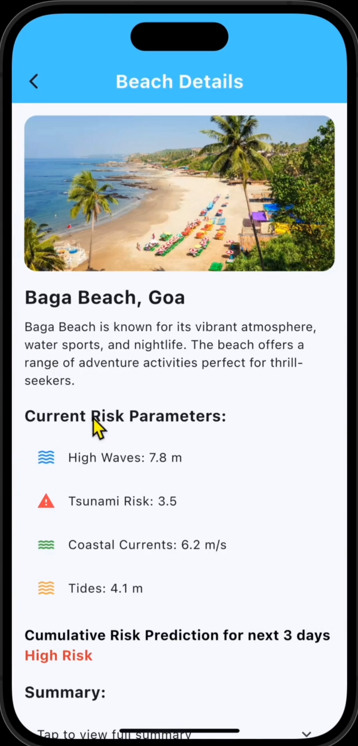 Beach Details
Baga Beach, Goa
Baga Beach is known for its vibrant atmosphere,
water sports, and nightlife. The beach offers a
range of adventure activities perfect for thrill-
seekers.
Current Risk Parameters:
High Waves: 7.8 m
Tsunami Risk: 3.5
Coastal Currents: 6.2 m/s
Tides: 4.1 m
Cumulative Risk Prediction for next 3 days
High Risk
Summary:
Tap to view full summary